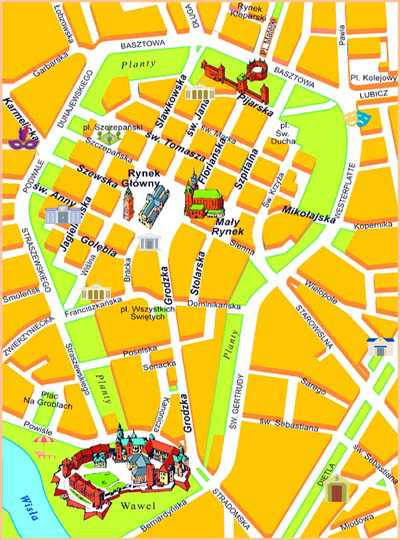 Łobzowska
DŁUGA
Rynek
Kleparski
Pl. Matejki
Pawia
BASZTOWA
Garbarska
Planty
BASZTOWA
Pl. Kolejowy
LUBICZ
DUNAJEWSKIEGO
Sławkowska
św. Jana
Pijarska
Karmelicka
pl. Szczepański
św. Marka
pl.
Św.
Ducha
Szczepańska
św. Tomasza
Floriańska
Szpitalna
PODWALE
Szewska
Rynek
Główny
WESTERPLATTE
św. Anny
Św. Krzyża
Mikołajska
Jagiellońska
Mały
Rynek
Kopernika
STRASZEWSKIEGO
Gołębia
Sienna
Wiślna
Bracka
Grodzka
Stolarska
Smoleńsk
Wielopole
Franciszkańska
Dominikańska
pl. Wszystkich
Świętych
STAROWIŚLNA
ZWIERZYNIECKA
Straszewskiego
Poselska
Planty
Senacka
Planty
Sarego
Plac
Na Groblach
Kanonicza
Grodzka
ŚW. GERTRUDY
Powiśle
św. Sebastiana
św. Sebastiana
DIETLA
Wisła
Wawel
Bernardyńska
STRADOMSKA
Miodowa